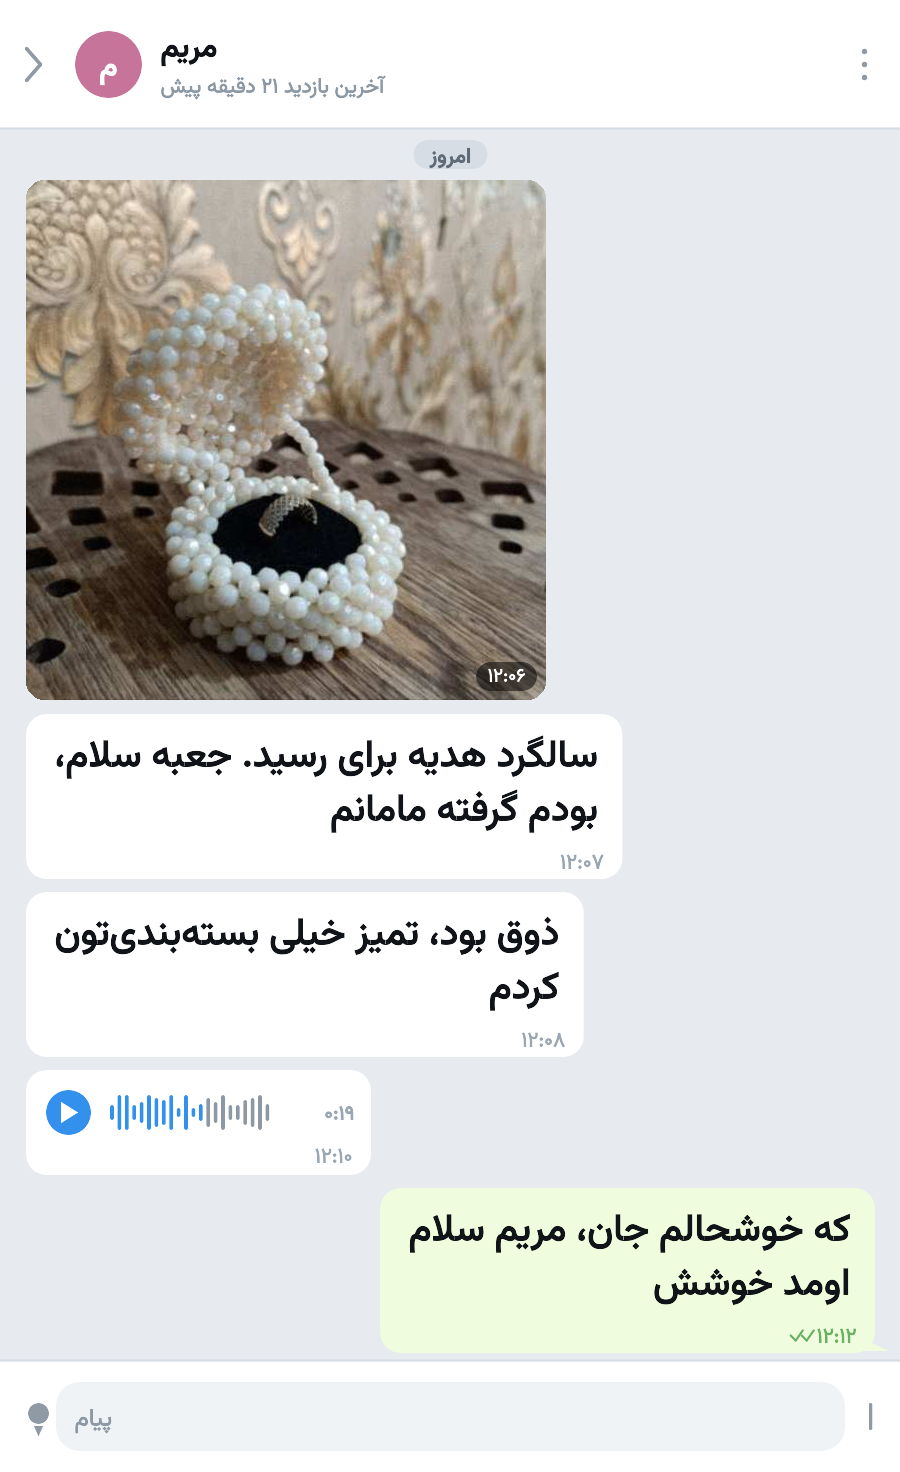 م
مریم
آخرین بازدید ۲۱ دقیقه پیش
امروز
۱۲:۰۶
سالگرد هدیه برای رسید. جعبه سلام،
بودم گرفته مامانم
۱۲:۰۷
ذوق بود، تمیز خیلی بسته‌بندی‌تون
کردم
۱۲:۰۸
۰:۱۹
۱۲:۱۰
که خوشحالم جان، مریم سلام
اومد خوشش
۱۲:۱۲
پیام